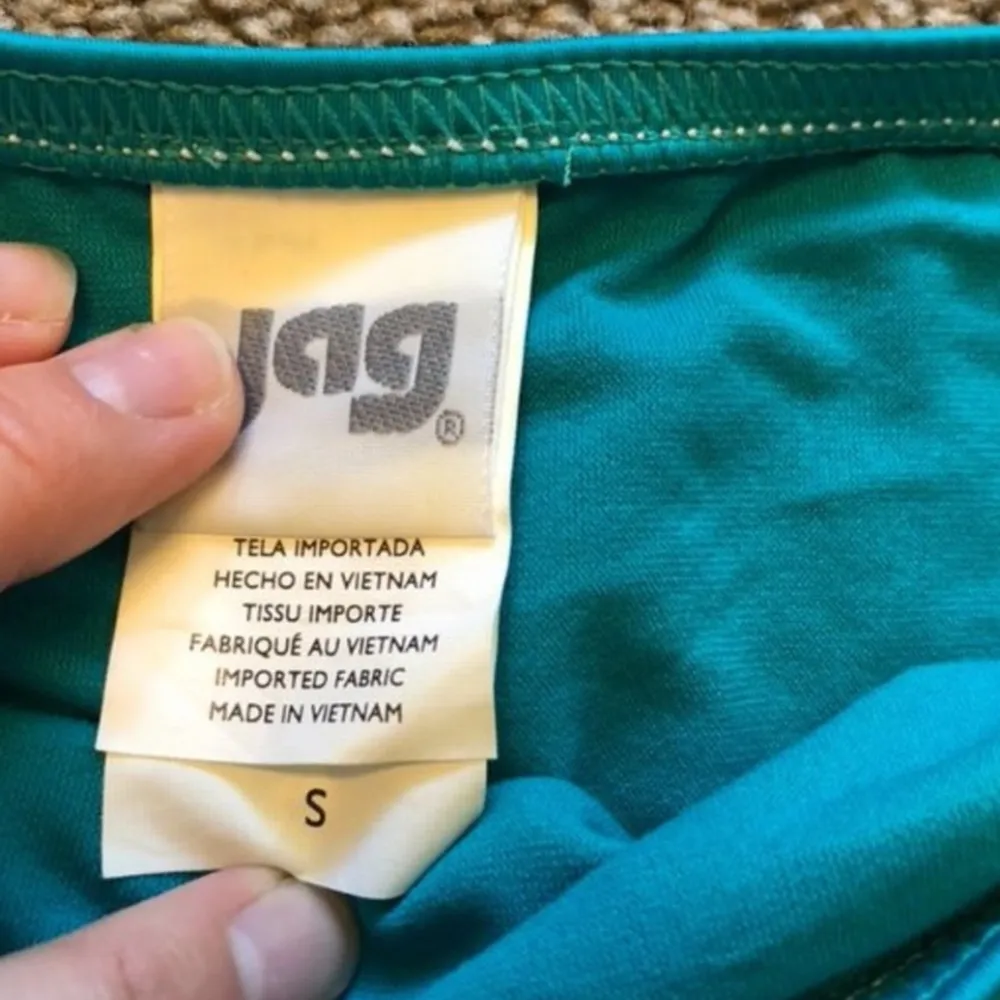 jag®
TELA IMPORTADA
HECHO EN VIETNAM
TISSU IMPORTE
FABRIQUÉ AU VIETNAM
IMPORTED FABRIC
MADE IN VIETNAM
S